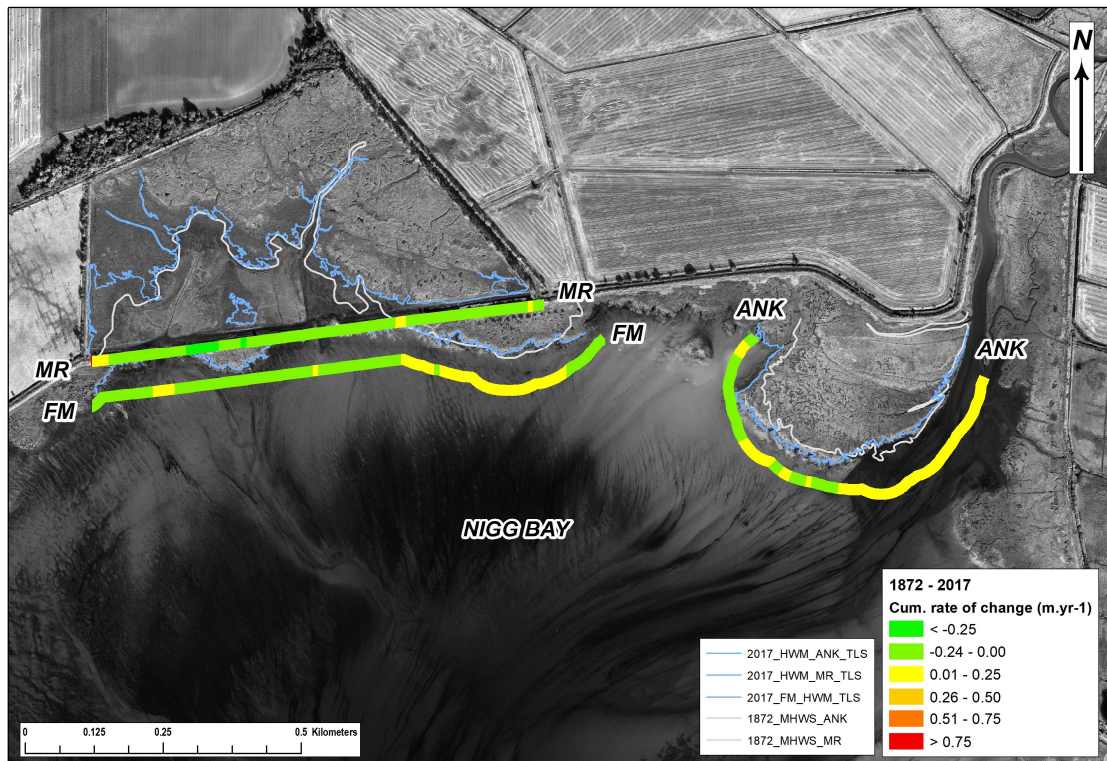 N
MR
ANK
FM
ANK
MR
FM
NIGG BAY
1872 - 2017
Cum. rate of change (m.yr-1)
< -0.25
-0.24 - 0.00
0.01 - 0.25
0.26 - 0.50
0.51 - 0.75
> 0.75
2017_HWM_ANK_TLS
2017_HWM_MR_TLS
2017_FM_HWM_TLS
1872_MHWS_ANK
1872_MHWS_MR
0 0.125 0.25 0.5 Kilometers